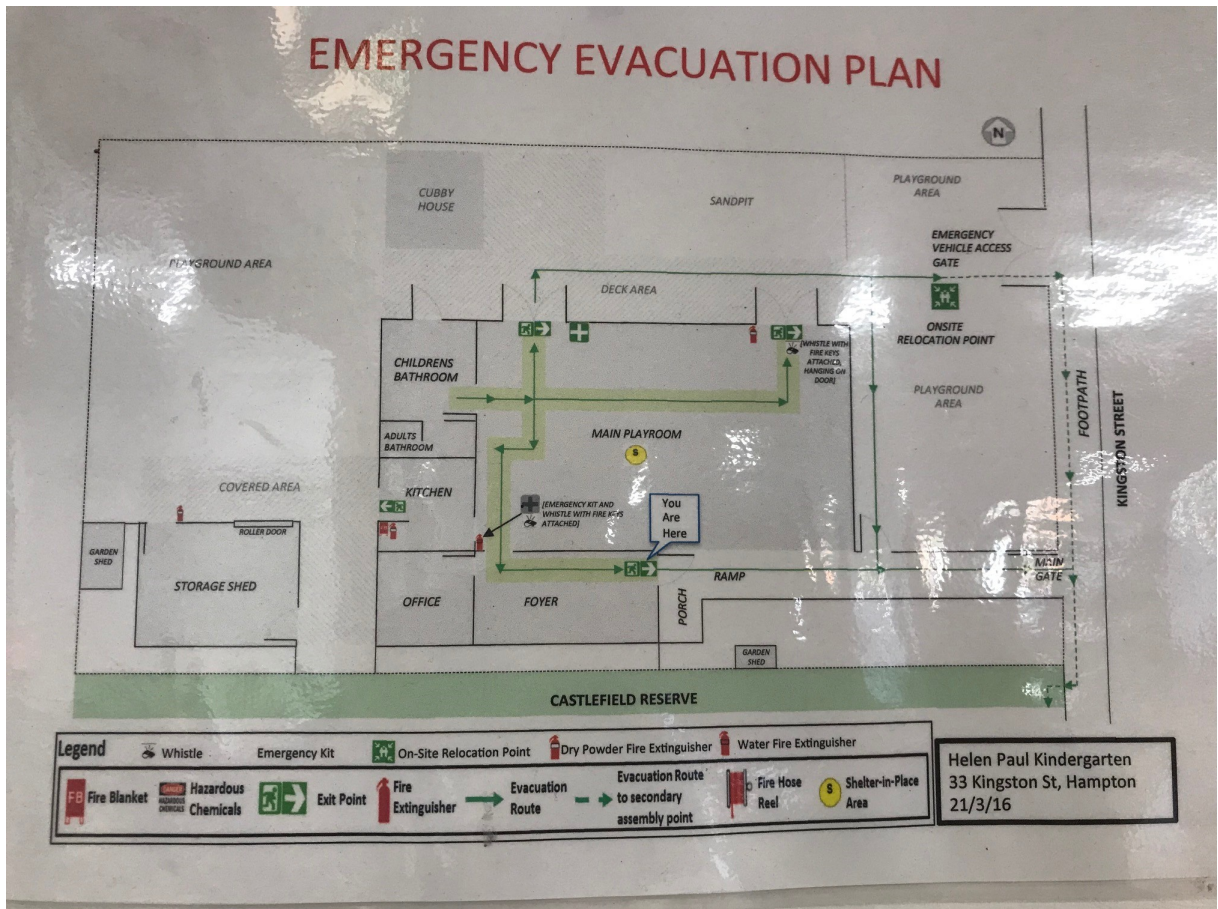 EMERGENCY EVACUATION PLAN
N
CUBBY
HOUSE
SANDPIT
PLAYGROUND
AREA
EMERGENCY
VEHICLE ACCESS
GATE
PLAYGROUND AREA
DECK AREA
ONSITE
RELOCATION POINT
[WHISTLE WITH
FIRE KEYS
ATTACHED,
HANGING ON
DOOR]
CHILDRENS
BATHROOM
PLAYGROUND
AREA
FOOTPATH
KINGSTON STREET
ADULTS
BATHROOM
MAIN PLAYROOM
S
COVERED AREA
KITCHEN
[EMERGENCY KIT AND
WHISTLE WITH FIRE KEYS
ATTACHED]
You
Are
Here
FB
ROLLER DOOR
GARDEN
SHED
STORAGE SHED
OFFICE
FOYER
PORCH
RAMP
MAIN
GATE
GARDEN
SHED
CASTLEFIELD RESERVE
Legend
Whistle
Emergency Kit
On-Site Relocation Point
Dry Powder Fire Extinguisher
Water Fire Extinguisher
FB
Fire Blanket
DANGER
HAZARDOUS
CHEMICALS
Hazardous
Chemicals
Exit Point
Fire
Extinguisher
Evacuation
Route
Evacuation Route
to secondary
assembly point
Fire Hose
Reel
S
Shelter-in-Place
Area
Helen Paul Kindergarten
33 Kingston St, Hampton
21/3/16